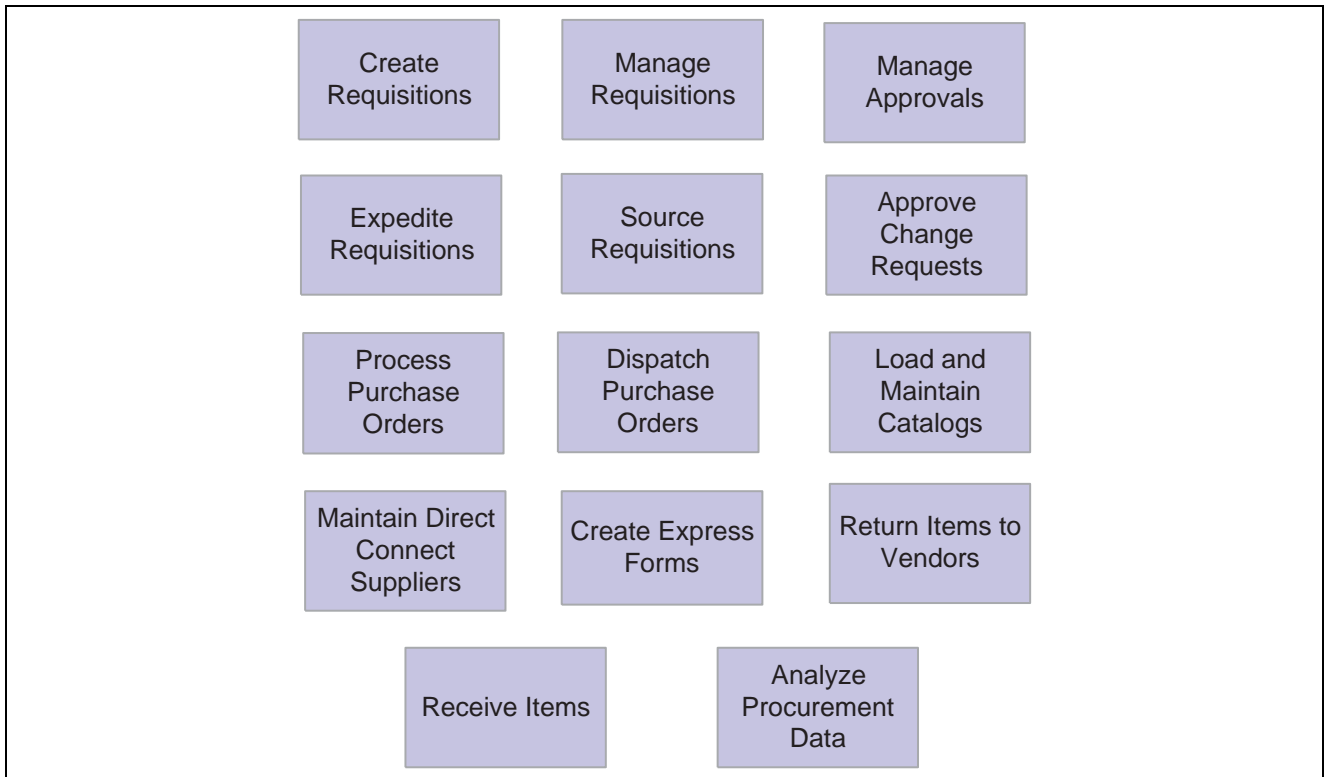 Create
Requisitions
Manage
Requisitions
Manage
Approvals
Expedite
Requisitions
Source
Requisitions
Approve
Change
Requests
Process
Purchase
Orders
Dispatch
Purchase
Orders
Load and
Maintain
Catalogs
Maintain Direct
Connect
Suppliers
Create Express
Forms
Return Items to
Vendors
Receive Items
Analyze
Procurement
Data